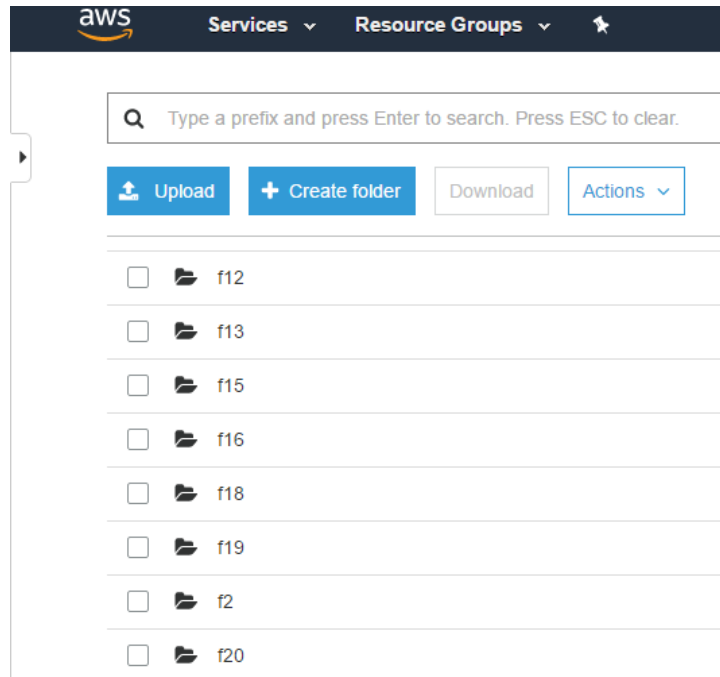 aws Services Resource Groups
Type a prefix and press Enter to search. Press ESC to clear.
Upload Create folder Download Actions
f12
f13
f15
f16
f18
f19
f2
f20